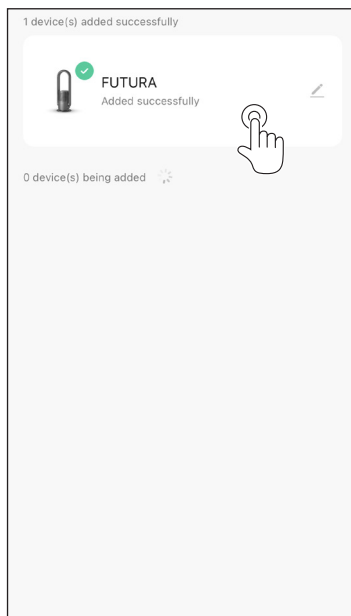 1 device(s) added successfully
FUTURA
Added successfully
0 device(s) being added